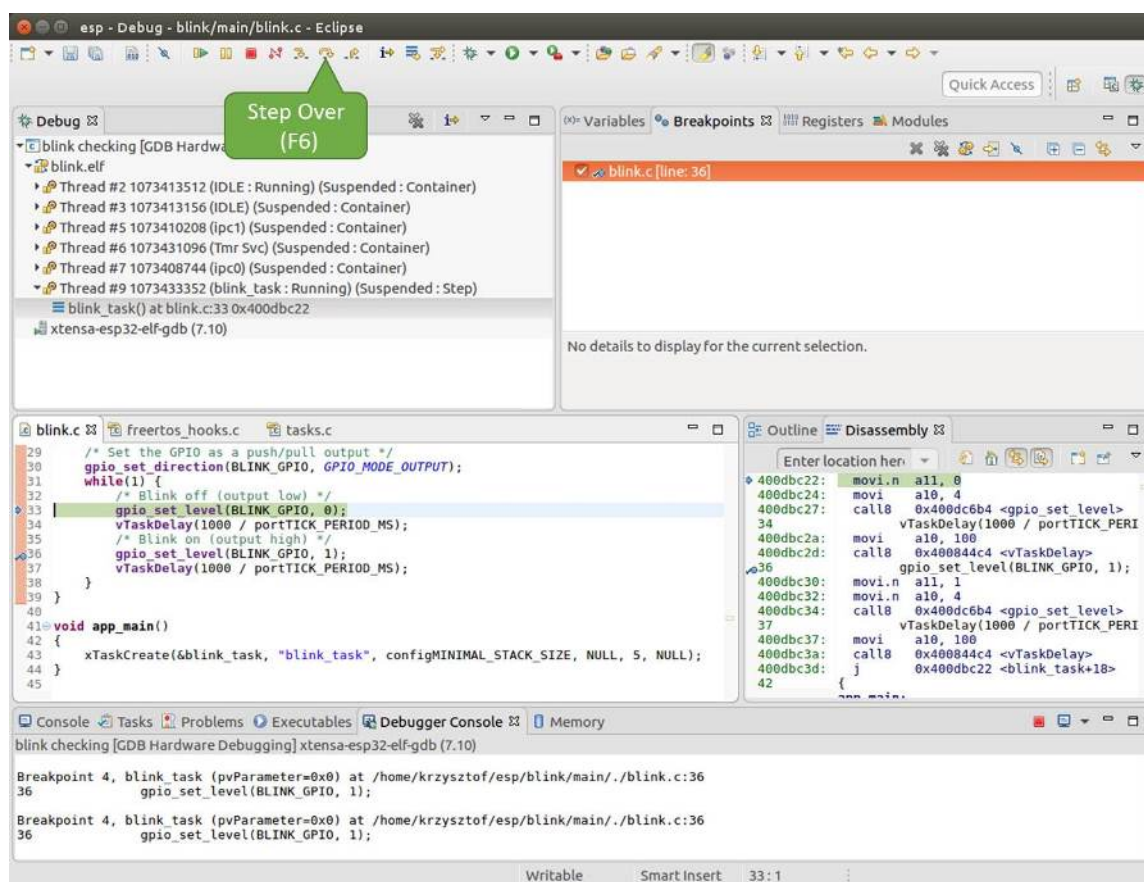 esp - Debug - blink/main/blink.c - Eclipse
Quick Access
Step Over
(F6)
Debug
blink checking [GDB Hardwa
blink.elf
Thread #2 1073413512 (IDLE : Running) (Suspended : Container)
Thread #3 1073413156 (IDLE) (Suspended : Container)
Thread #5 1073410208 (ipc1) (Suspended : Container)
Thread #6 1073431096 (Tmr Svc) (Suspended : Container)
Thread #7 1073408744 (ipc0) (Suspended : Container)
Thread #9 1073433352 (blink_task : Running) (Suspended : Step)
blink_task() at blink.c:33 0x400dbc22
xtensa-esp32-elf-gdb (7.10)
(x)= Variables Breakpoints Registers Modules
blink.c [line: 36]
No details to display for the current selection.
blink.c freertos_hooks.c tasks.c
29 /* Set the GPIO as a push/pull output */
30 gpio_set_direction(BLINK_GPIO, GPIO_MODE_OUTPUT);
31 while(1) {
32 /* Blink off (output low) */
33 gpio_set_level(BLINK_GPIO, 0);
34 vTaskDelay(1000 / portTICK_PERIOD_MS);
35 /* Blink on (output high) */
36 gpio_set_level(BLINK_GPIO, 1);
37 vTaskDelay(1000 / portTICK_PERIOD_MS);
38 }
39 }
40
41 void app_main()
42 {
43 xTaskCreate(&blink_task, "blink_task", configMINIMAL_STACK_SIZE, NULL, 5, NULL);
44 }
45
Outline Disassembly
Enter location her
400dbc22: movi.n a11, 0
400dbc24: movi a10, 4
400dbc27: call8 0x400dc6b4 <gpio_set_level>
34 vTaskDelay(1000 / portTICK_PERI
400dbc2a: movi a10, 100
400dbc2d: call8 0x400844c4 <vTaskDelay>
36 gpio_set_level(BLINK_GPIO, 1);
400dbc30: movi.n a11, 1
400dbc32: movi.n a10, 4
400dbc34: call8 0x400dc6b4 <gpio_set_level>
37 vTaskDelay(1000 / portTICK_PERI
400dbc37: movi a10, 100
400dbc3a: call8 0x400844c4 <vTaskDelay>
400dbc3d: j 0x400dbc22 <blink_task+18>
42 {
app_main:
Console Tasks Problems Executables Debugger Console Memory
blink checking [GDB Hardware Debugging] xtensa-esp32-elf-gdb (7.10)
Breakpoint 4, blink_task (pvParameter=0x0) at /home/krzysztof/esp/blink/main/./blink.c:36
36 gpio_set_level(BLINK_GPIO, 1);
Breakpoint 4, blink_task (pvParameter=0x0) at /home/krzysztof/esp/blink/main/./blink.c:36
36 gpio_set_level(BLINK_GPIO, 1);
Writable Smart Insert 33 : 1